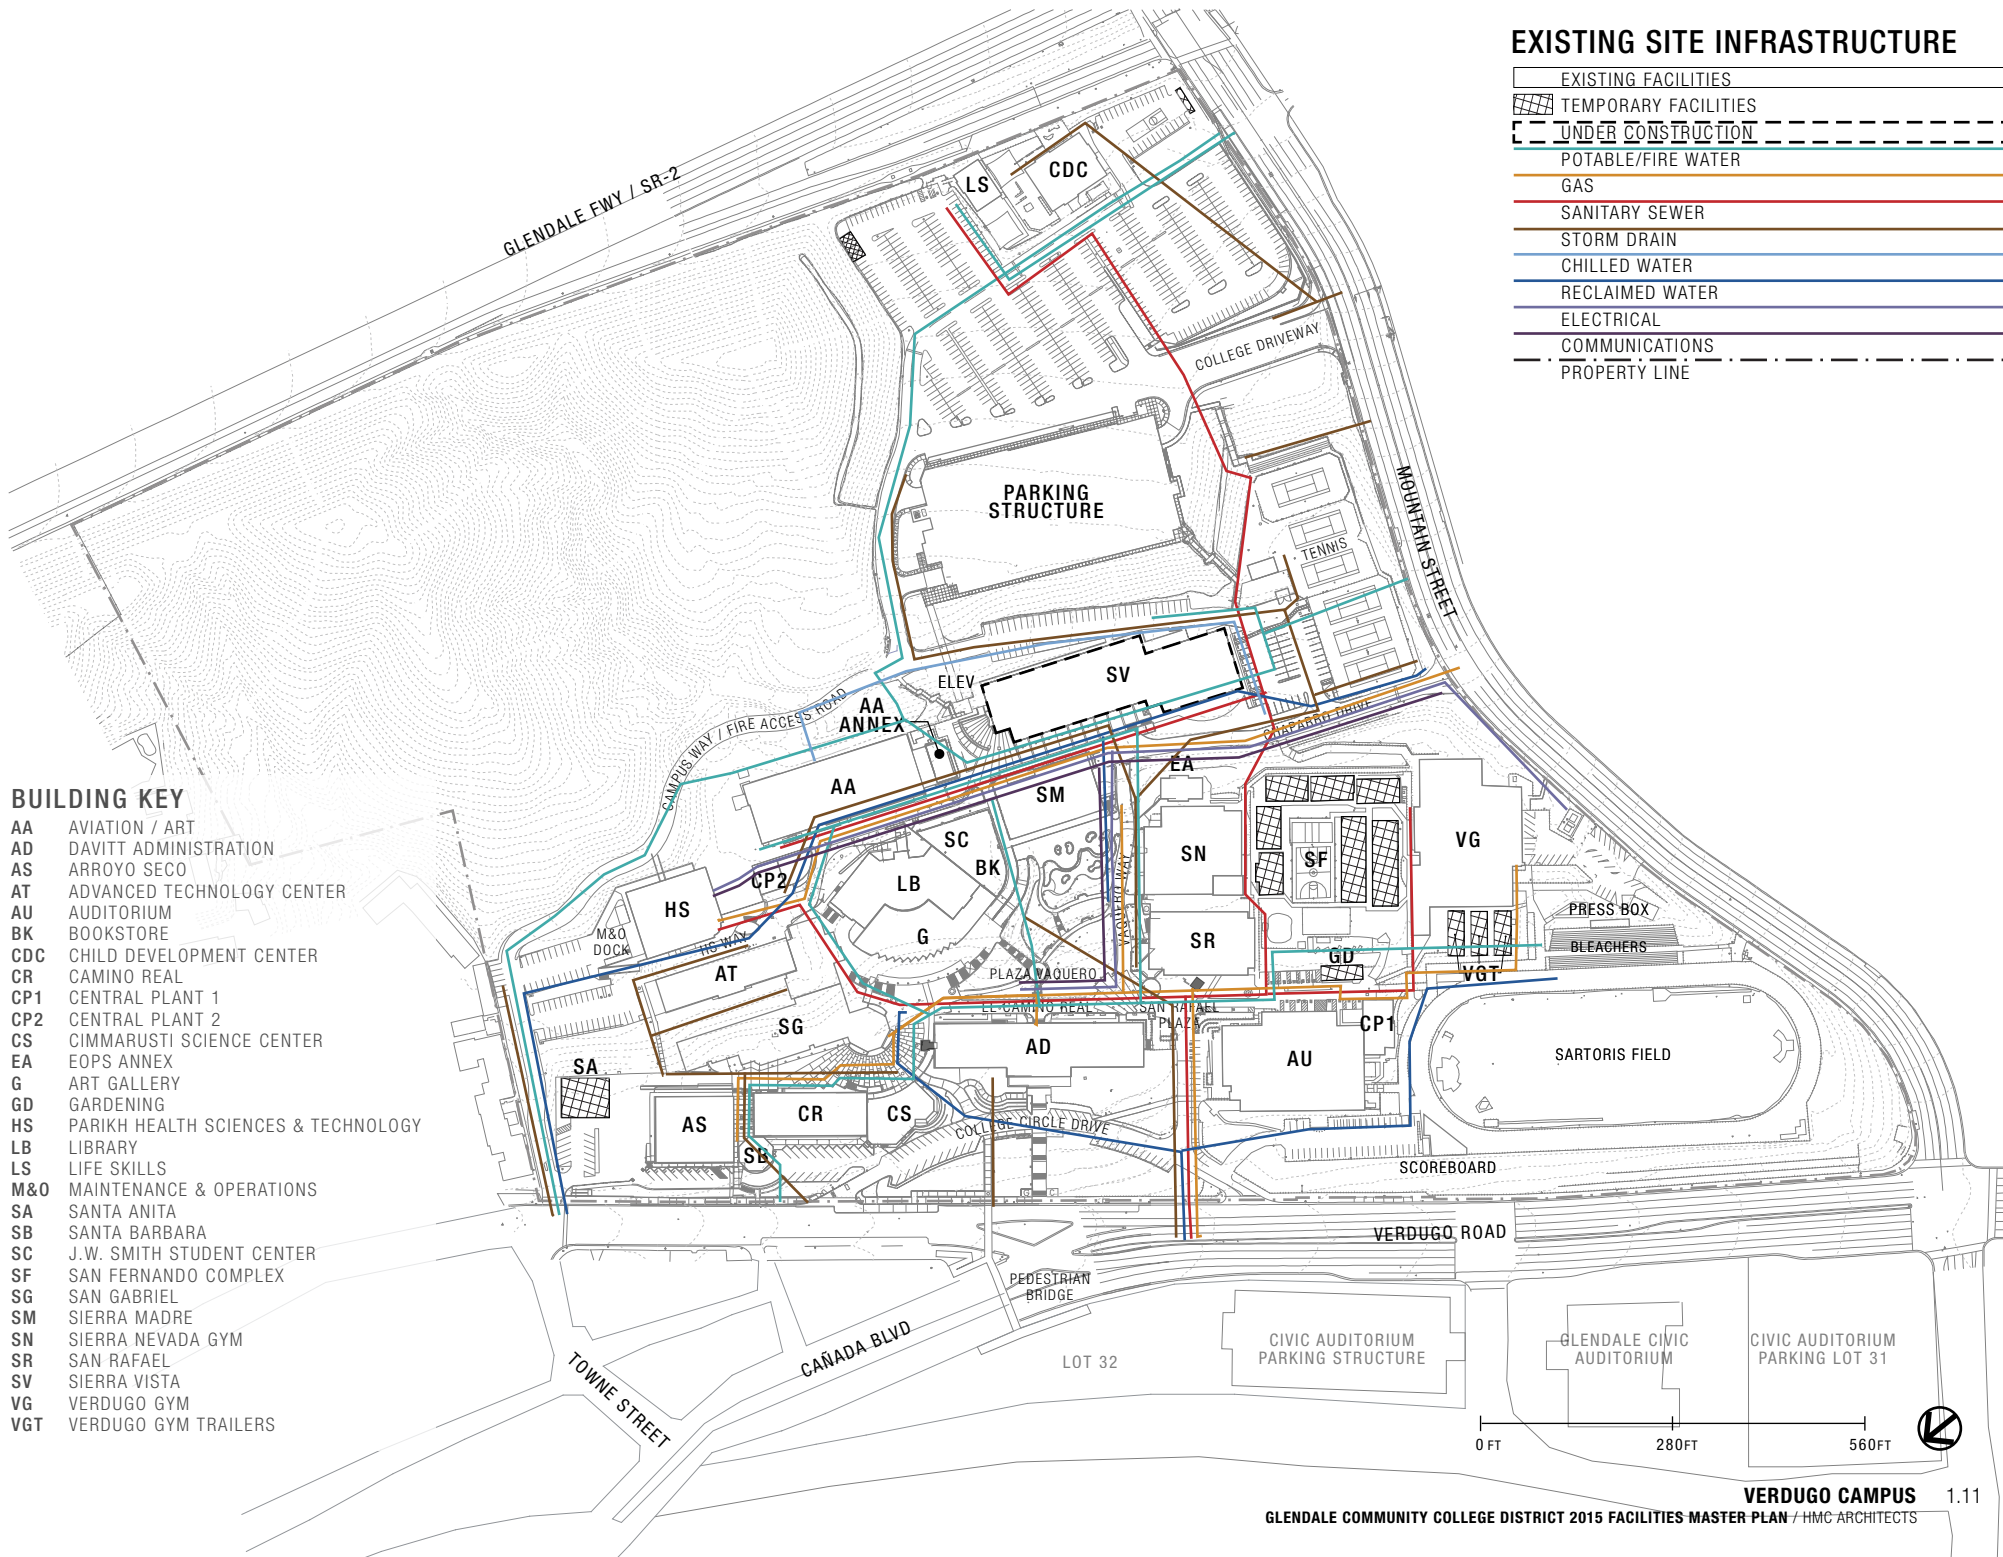 EXISTING SITE INFRASTRUCTURE
EXISTING FACILITIES
TEMPORARY FACILITIES
UNDER CONSTRUCTION
POTABLE/FIRE WATER
GAS
SANITARY SEWER
STORM DRAIN
CHILLED WATER
RECLAIMED WATER
ELECTRICAL
COMMUNICATIONS
PROPERTY LINE
GLENDALE FWY / SR-2
LS
CDC
COLLEGE DRIVEWAY
PARKING
STRUCTURE
MOUNTAIN STREET
TENNIS
SV
ELEV
AA
ANNEX
CAMPUS WAY / FIRE ACCESS ROAD
CHAPARRO DRIVE
EA
AA
SM
SC
BK
LB
G
SN
SF
VG
VAQUERO WAY
CP2
HS
M&O
DOCK
HS WAY
AT
SG
PLAZA VAQUERO
EL CAMINO REAL
SR
SAN RAFAEL
PLAZA
GD
VGT
PRESS BOX
BLEACHERS
CP1
AD
AU
SARTORIS FIELD
SA
AS
CR
CS
SB
COLLEGE CIRCLE DRIVE
SCOREBOARD
VERDUGO ROAD
PEDESTRIAN
BRIDGE
CAÑADA BLVD
TOWNE STREET
LOT 32
CIVIC AUDITORIUM
PARKING STRUCTURE
GLENDALE CIVIC
AUDITORIUM
CIVIC AUDITORIUM
PARKING LOT 31
BUILDING KEY
AA AVIATION / ART
AD DAVITT ADMINISTRATION
AS ARROYO SECO
AT ADVANCED TECHNOLOGY CENTER
AU AUDITORIUM
BK BOOKSTORE
CDC CHILD DEVELOPMENT CENTER
CR CAMINO REAL
CP1 CENTRAL PLANT 1
CP2 CENTRAL PLANT 2
CS CIMMARUSTI SCIENCE CENTER
EA EOPS ANNEX
G ART GALLERY
GD GARDENING
HS PARIKH HEALTH SCIENCES & TECHNOLOGY
LB LIBRARY
LS LIFE SKILLS
M&O MAINTENANCE & OPERATIONS
SA SANTA ANITA
SB SANTA BARBARA
SC J.W. SMITH STUDENT CENTER
SF SAN FERNANDO COMPLEX
SG SAN GABRIEL
SM SIERRA MADRE
SN SIERRA NEVADA GYM
SR SAN RAFAEL
SV SIERRA VISTA
VG VERDUGO GYM
VGT VERDUGO GYM TRAILERS
0 FT 280FT 560FT
VERDUGO CAMPUS 1.11
GLENDALE COMMUNITY COLLEGE DISTRICT 2015 FACILITIES MASTER PLAN / HMC ARCHITECTS